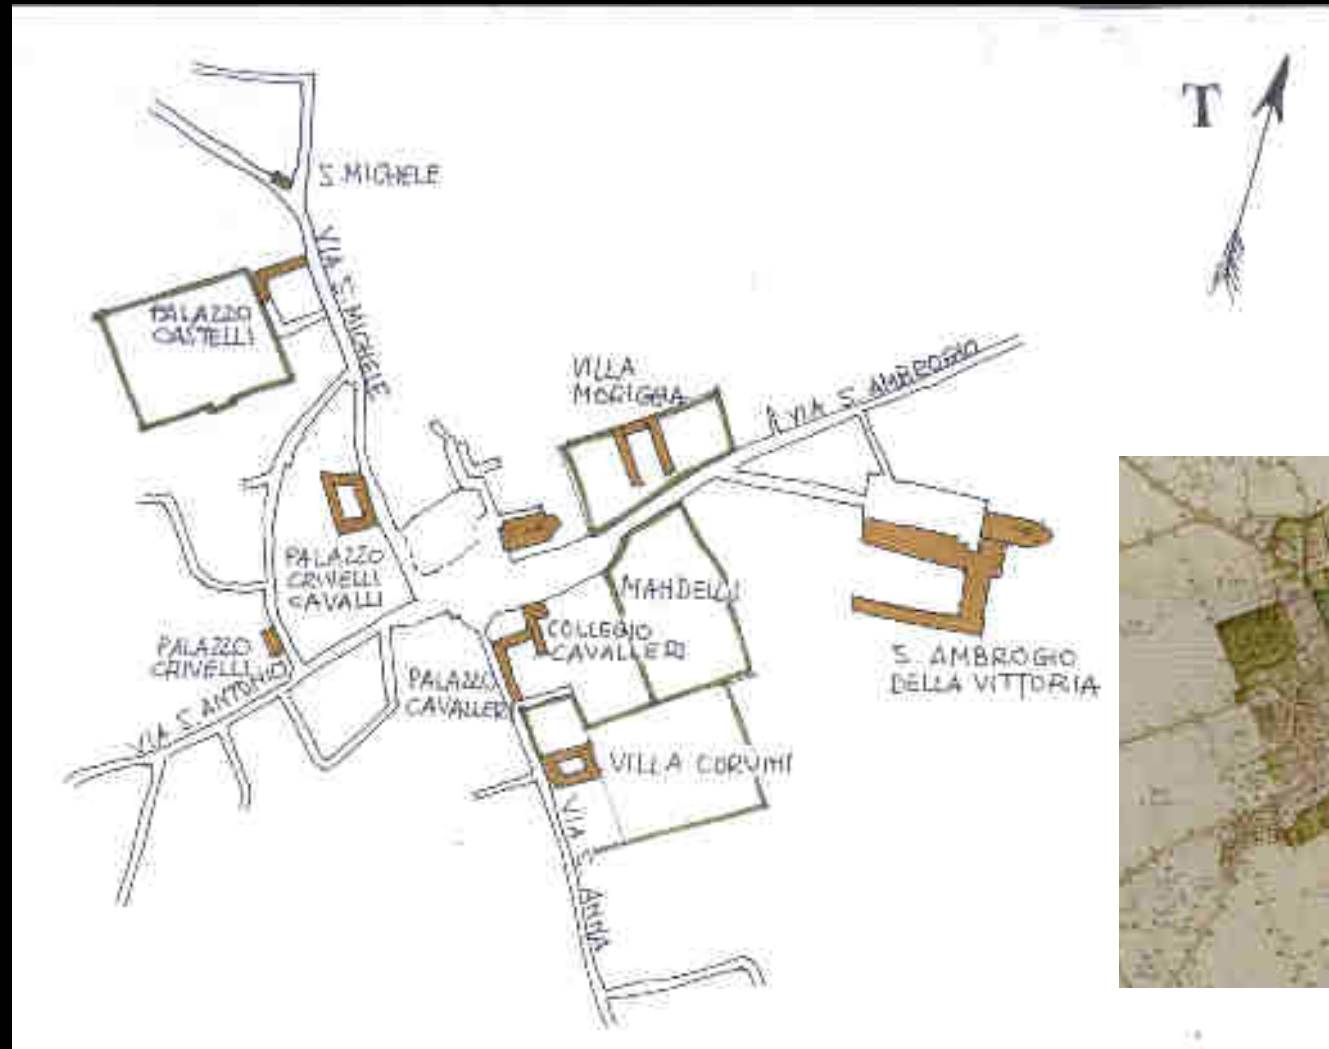 T
S. MICHELE
VIA S. MICHELE
PALAZZO
CASTELLI
VILLA
MORIGGIA
VIA S. AMBROGIO
PALAZZO
CRIVELLI
CAVALLI
MANDELLI
COLLEGIO
CAVALLERI
S. AMBROGIO
DELLA VITTORIA
PALAZZO
CRIVELLI
PALAZZO
CAVALLERI
VIA S. ANTONIO
VILLA CORVINI
VIA S. ANNA